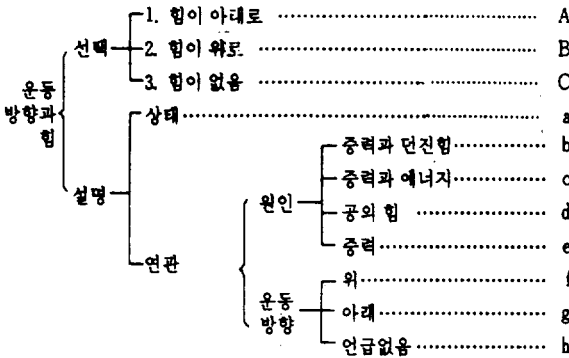 1. 힘이 아래로 A
선택 2. 힘이 위로 B
3. 힘이 없음 C
운동
방향과
힘
상태 a
중력과 던진힘 b
중력과 에너지 c
설명 원인
공의 힘 d
중력 e
연관
위 f
운동
방향
아래 g
언급없음 h